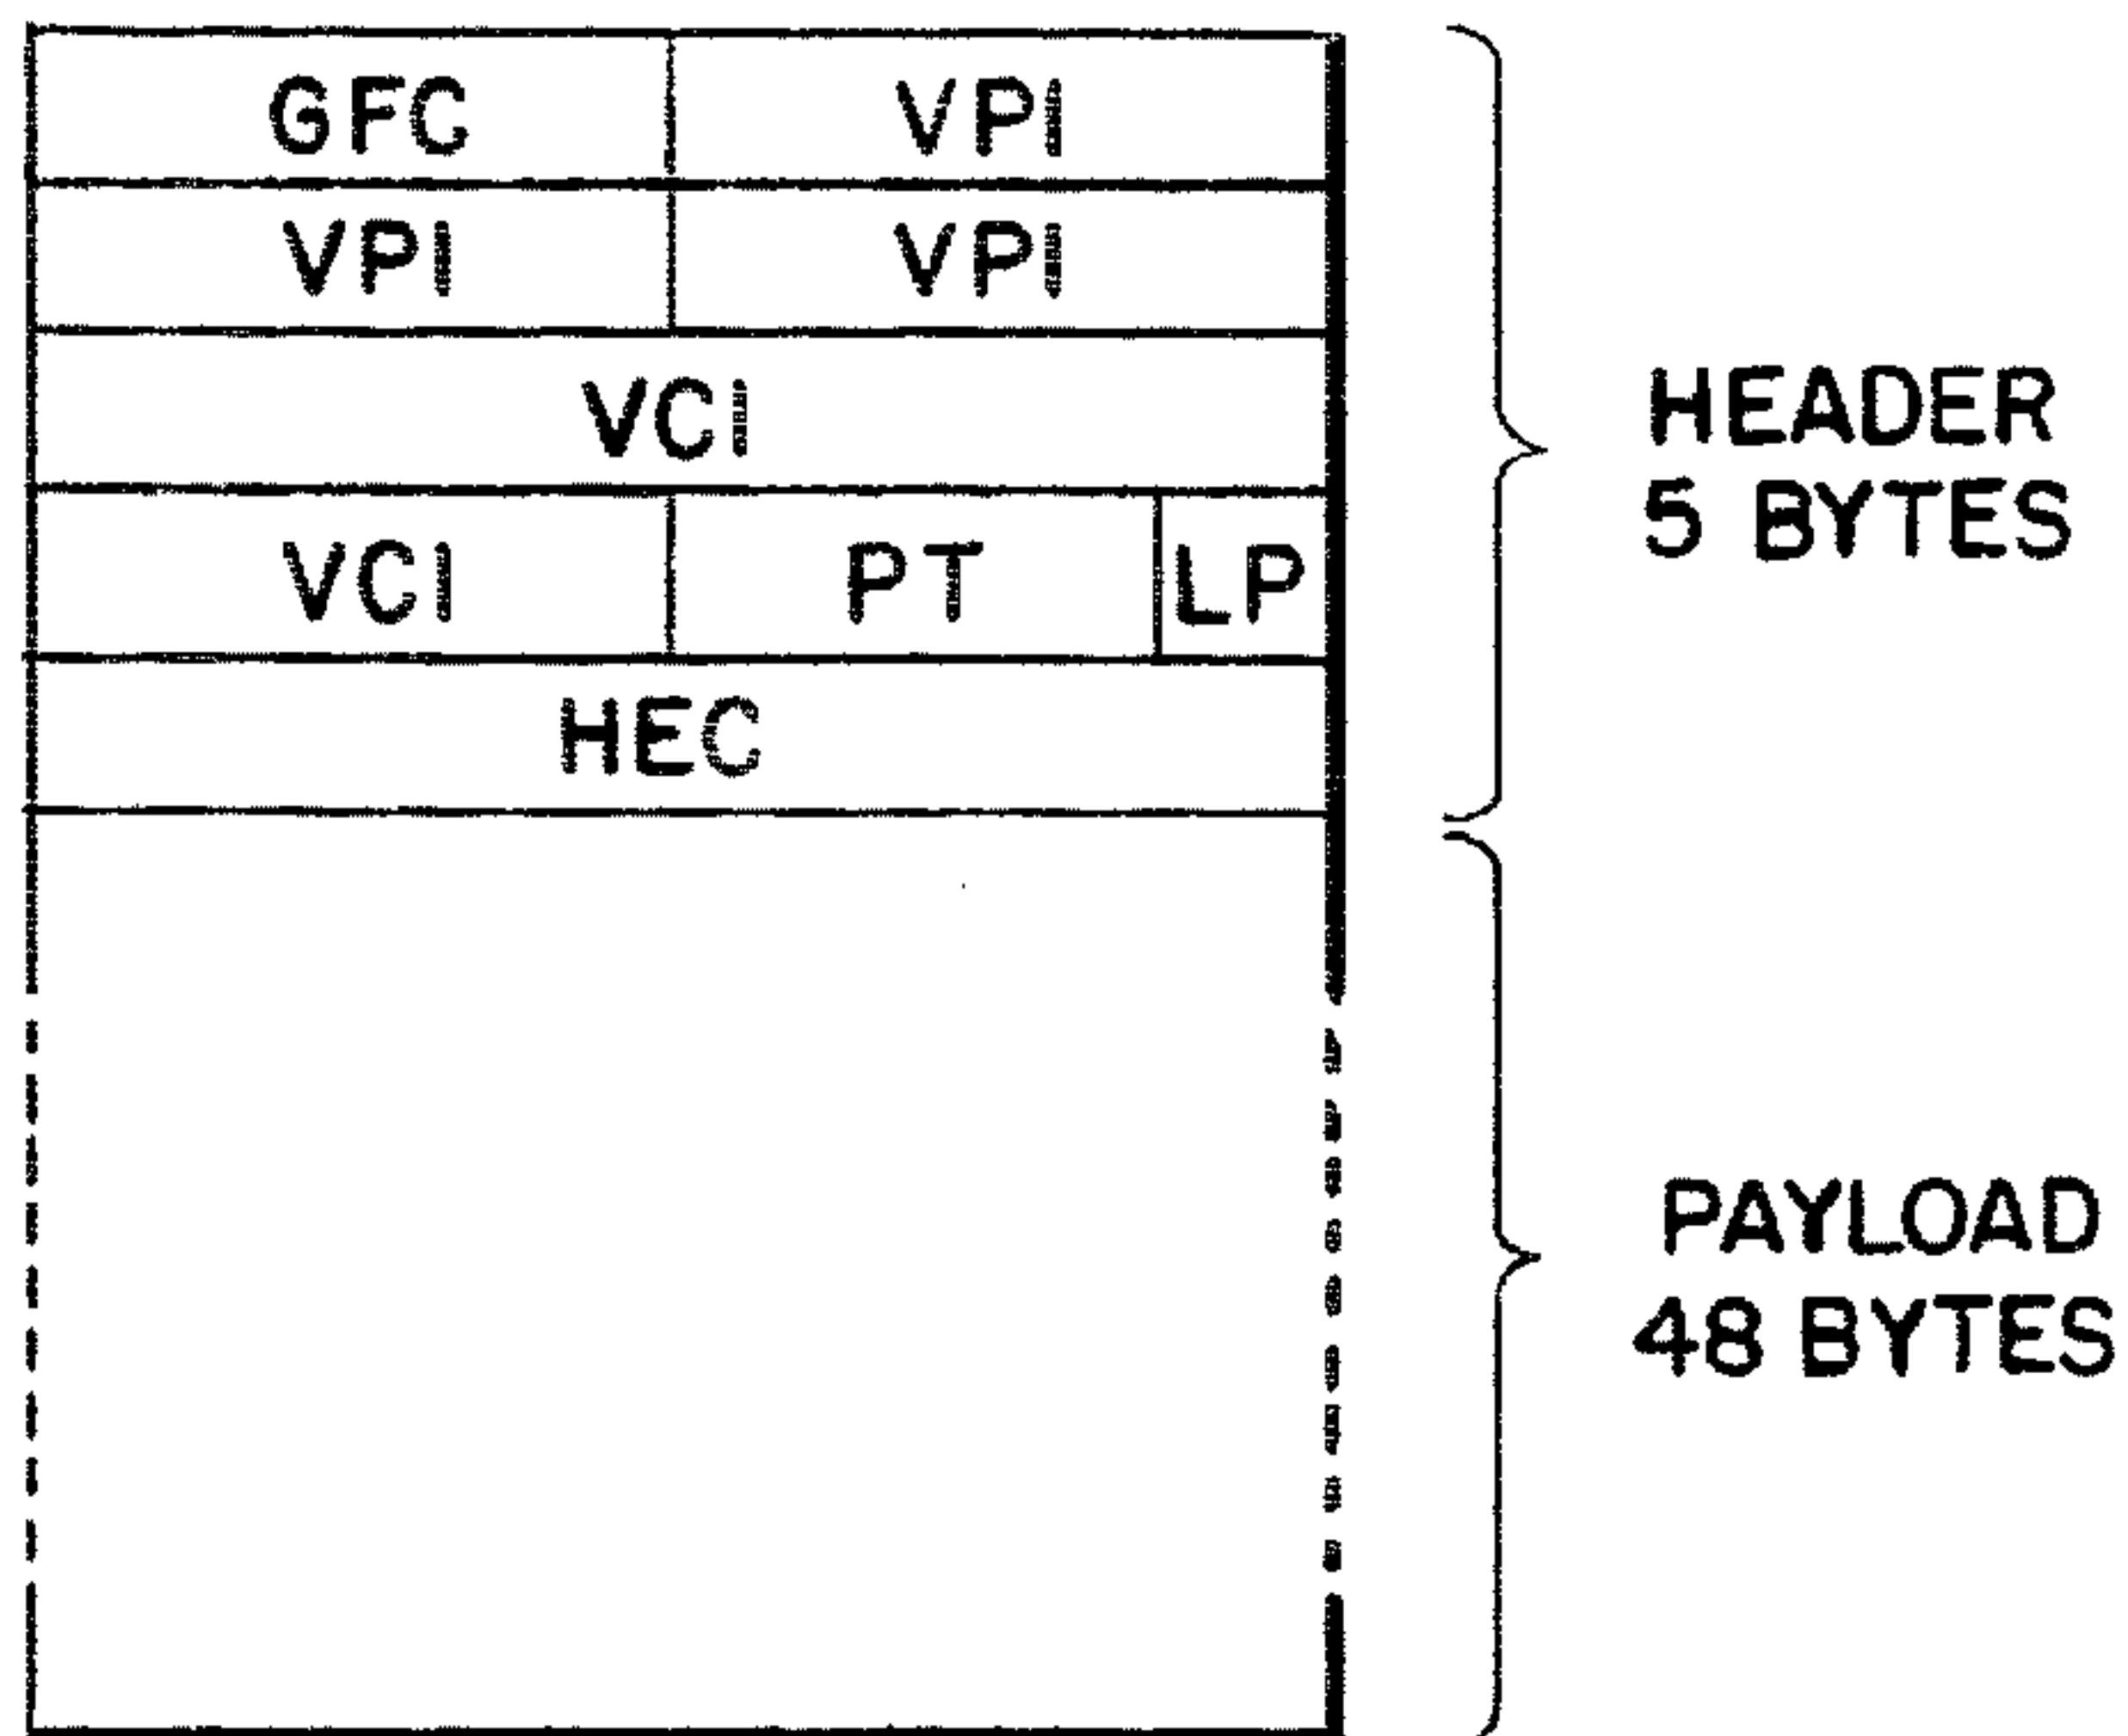 GFC VPI
VPI VPI
VCI
VCI PT LP
HEC
HEADER
5 BYTES
PAYLOAD
48 BYTES